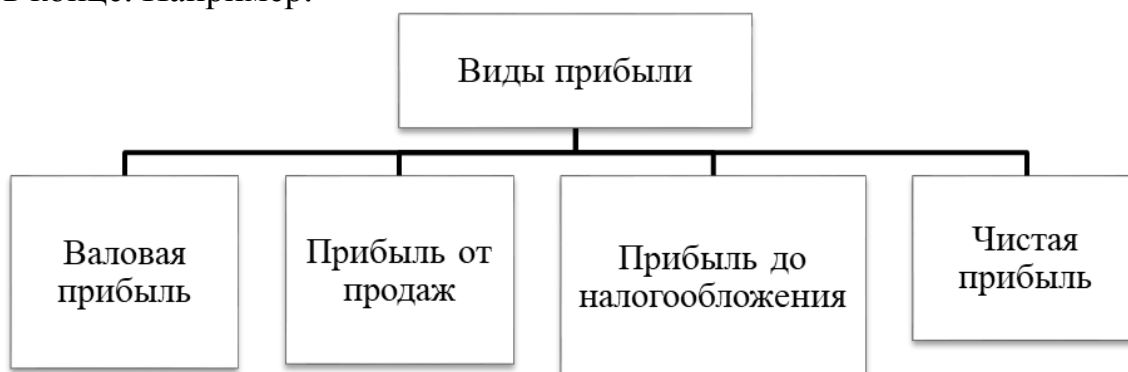 в конце. Например:
Виды прибыли
Валовая
прибыль
Прибыль от
продаж
Прибыль до
налогообложения
Чистая
прибыль